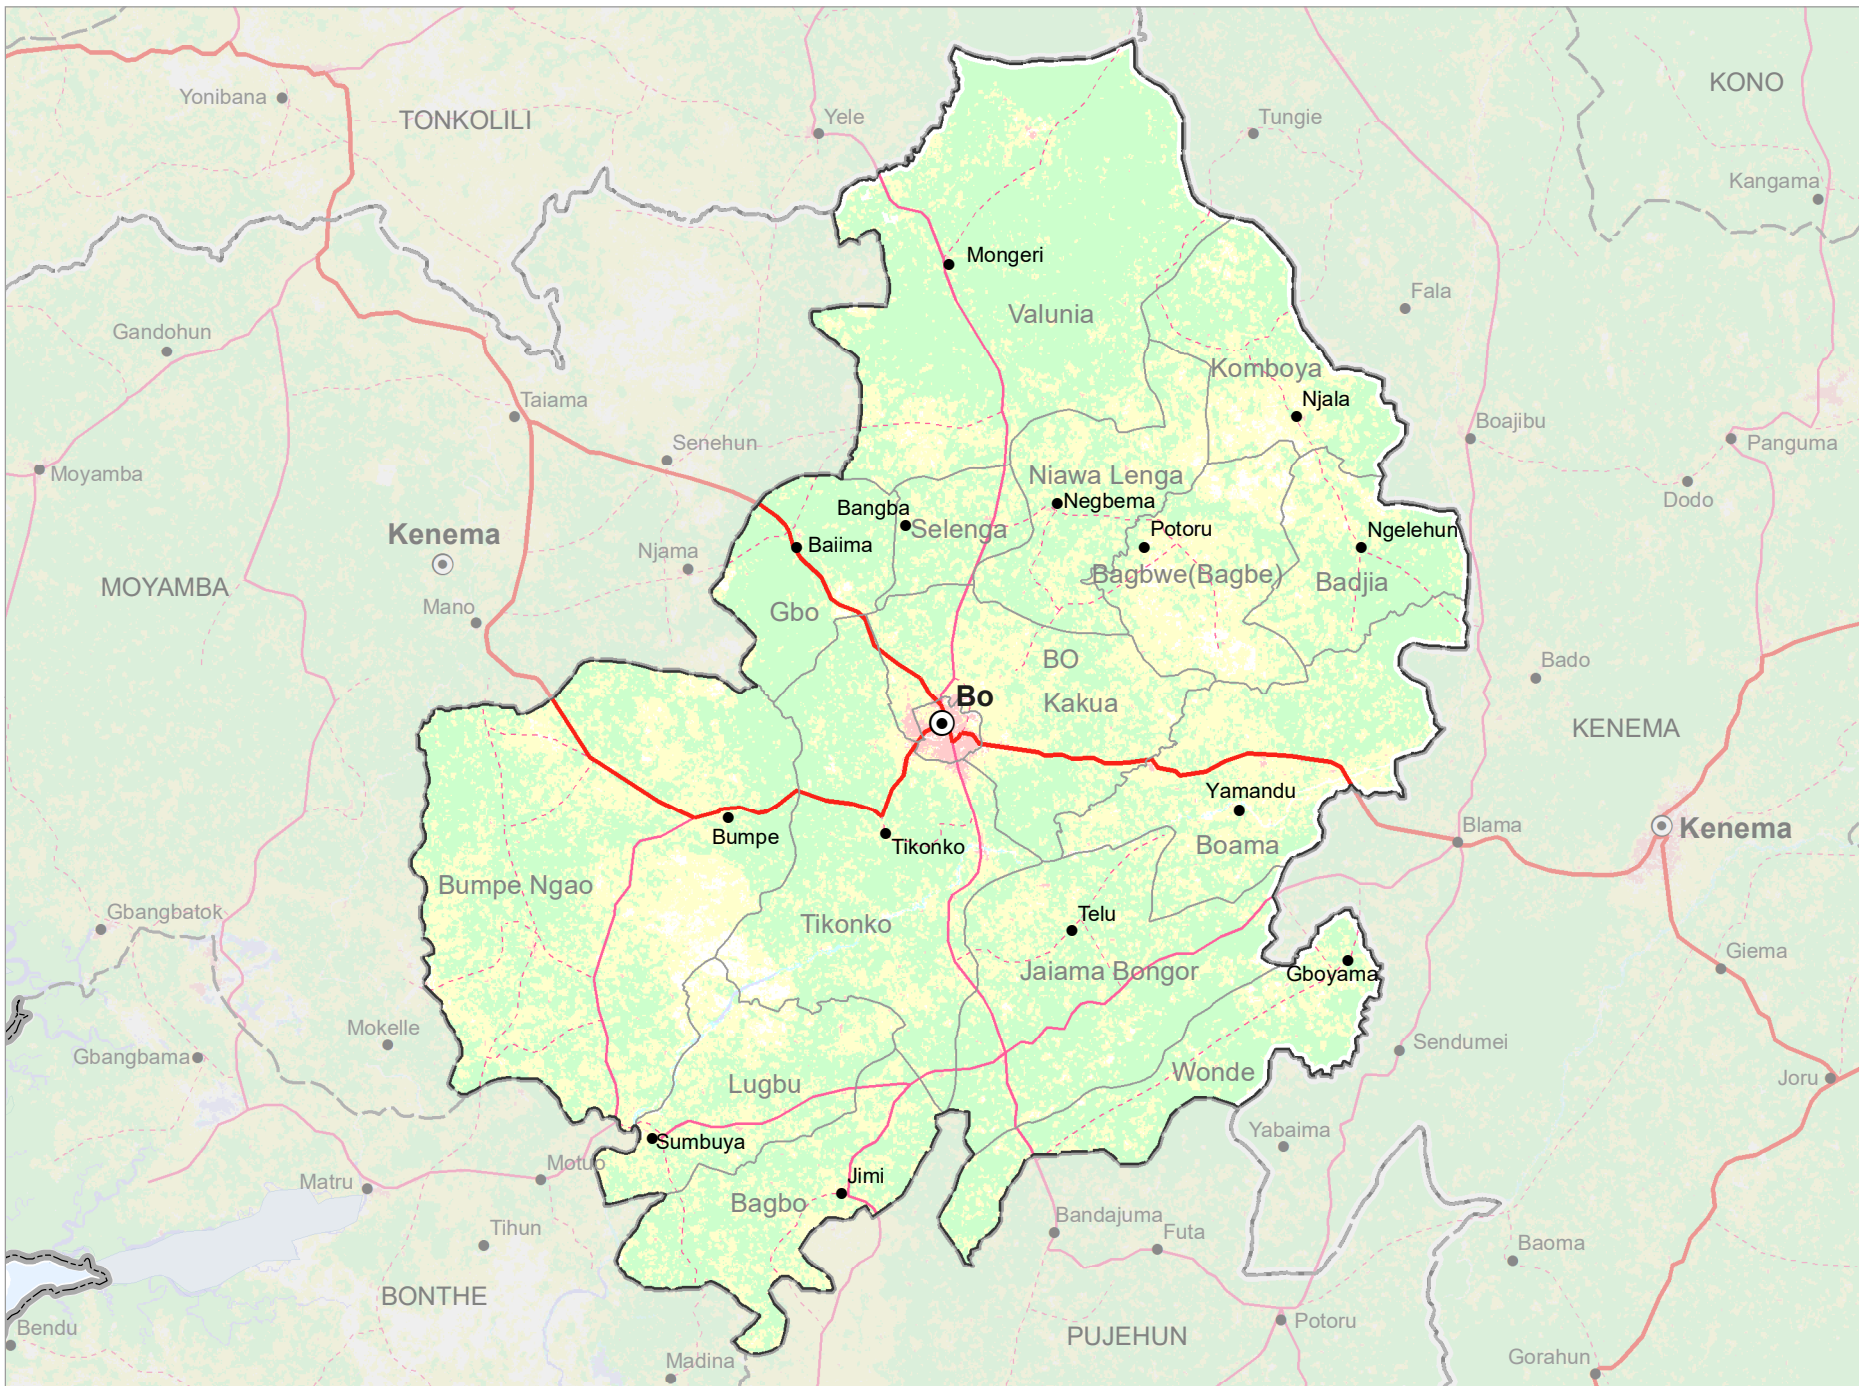 KONO
Yonibana
TONKOLILI
Yele
Tungie
Kangama
Mongeri
Fala
Valunia
Gandohun
Komboya
Njala
Taiama
Boajibu
Senehun
Panguma
Moyamba
Niawa Lenga
Negbema
Dodo
Bangba
Selenga
Potoru
Ngelehun
Kenema
Baiima
Njama
Bagbwe(Bagbe)
Badjia
MOYAMBA
Mano
Gbo
BO
Bado
Bo
Kakua
KENEMA
Yamandu
Blama
Kenema
Bumpe
Tikonko
Boama
Bumpe Ngao
Gbangbatok
Telu
Tikonko
Giema
Jaiama Bongor
Gboyama
Mokelle
Gbangbama
Sendumei
Wonde
Joru
Lugbu
Sumbuya
Yabaima
Motuo
Matru
Jimi
Bagbo
Bandajuma
Tihun
Futa
Baoma
BONTHE
Potoru
Bendu
PUJEHUN
Madina
Gorahun